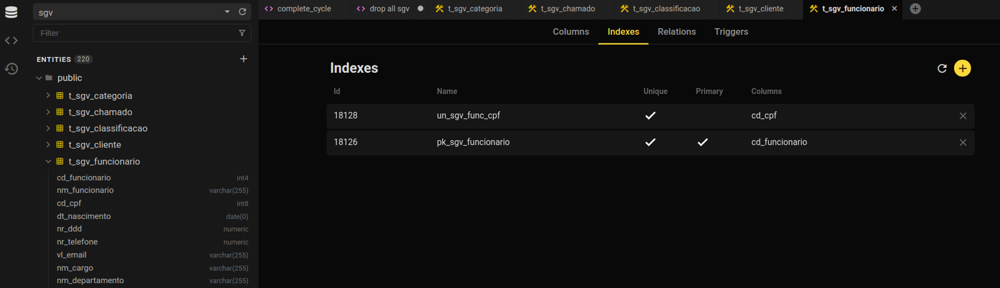 sgv
Filter
ENTITIES 220
public
t_sgv_categoria
t_sgv_chamado
t_sgv_classificacao
t_sgv_cliente
t_sgv_funcionario
cd_funcionario int4
nm_funcionario varchar(255)
cd_cpf int8
dt_nascimento date(0)
nr_ddd numeric
nr_telefone numeric
vl_email varchar(255)
nm_cargo varchar(255)
nm_departamento varchar(255)
complete_cycle drop all sgv t_sgv_categoria t_sgv_chamado t_sgv_classificacao t_sgv_cliente t_sgv_funcionario
Columns Indexes Relations Triggers
Indexes
Id Name Unique Primary Columns
18128 un_sgv_func_cpf cd_cpf
18126 pk_sgv_funcionario cd_funcionario